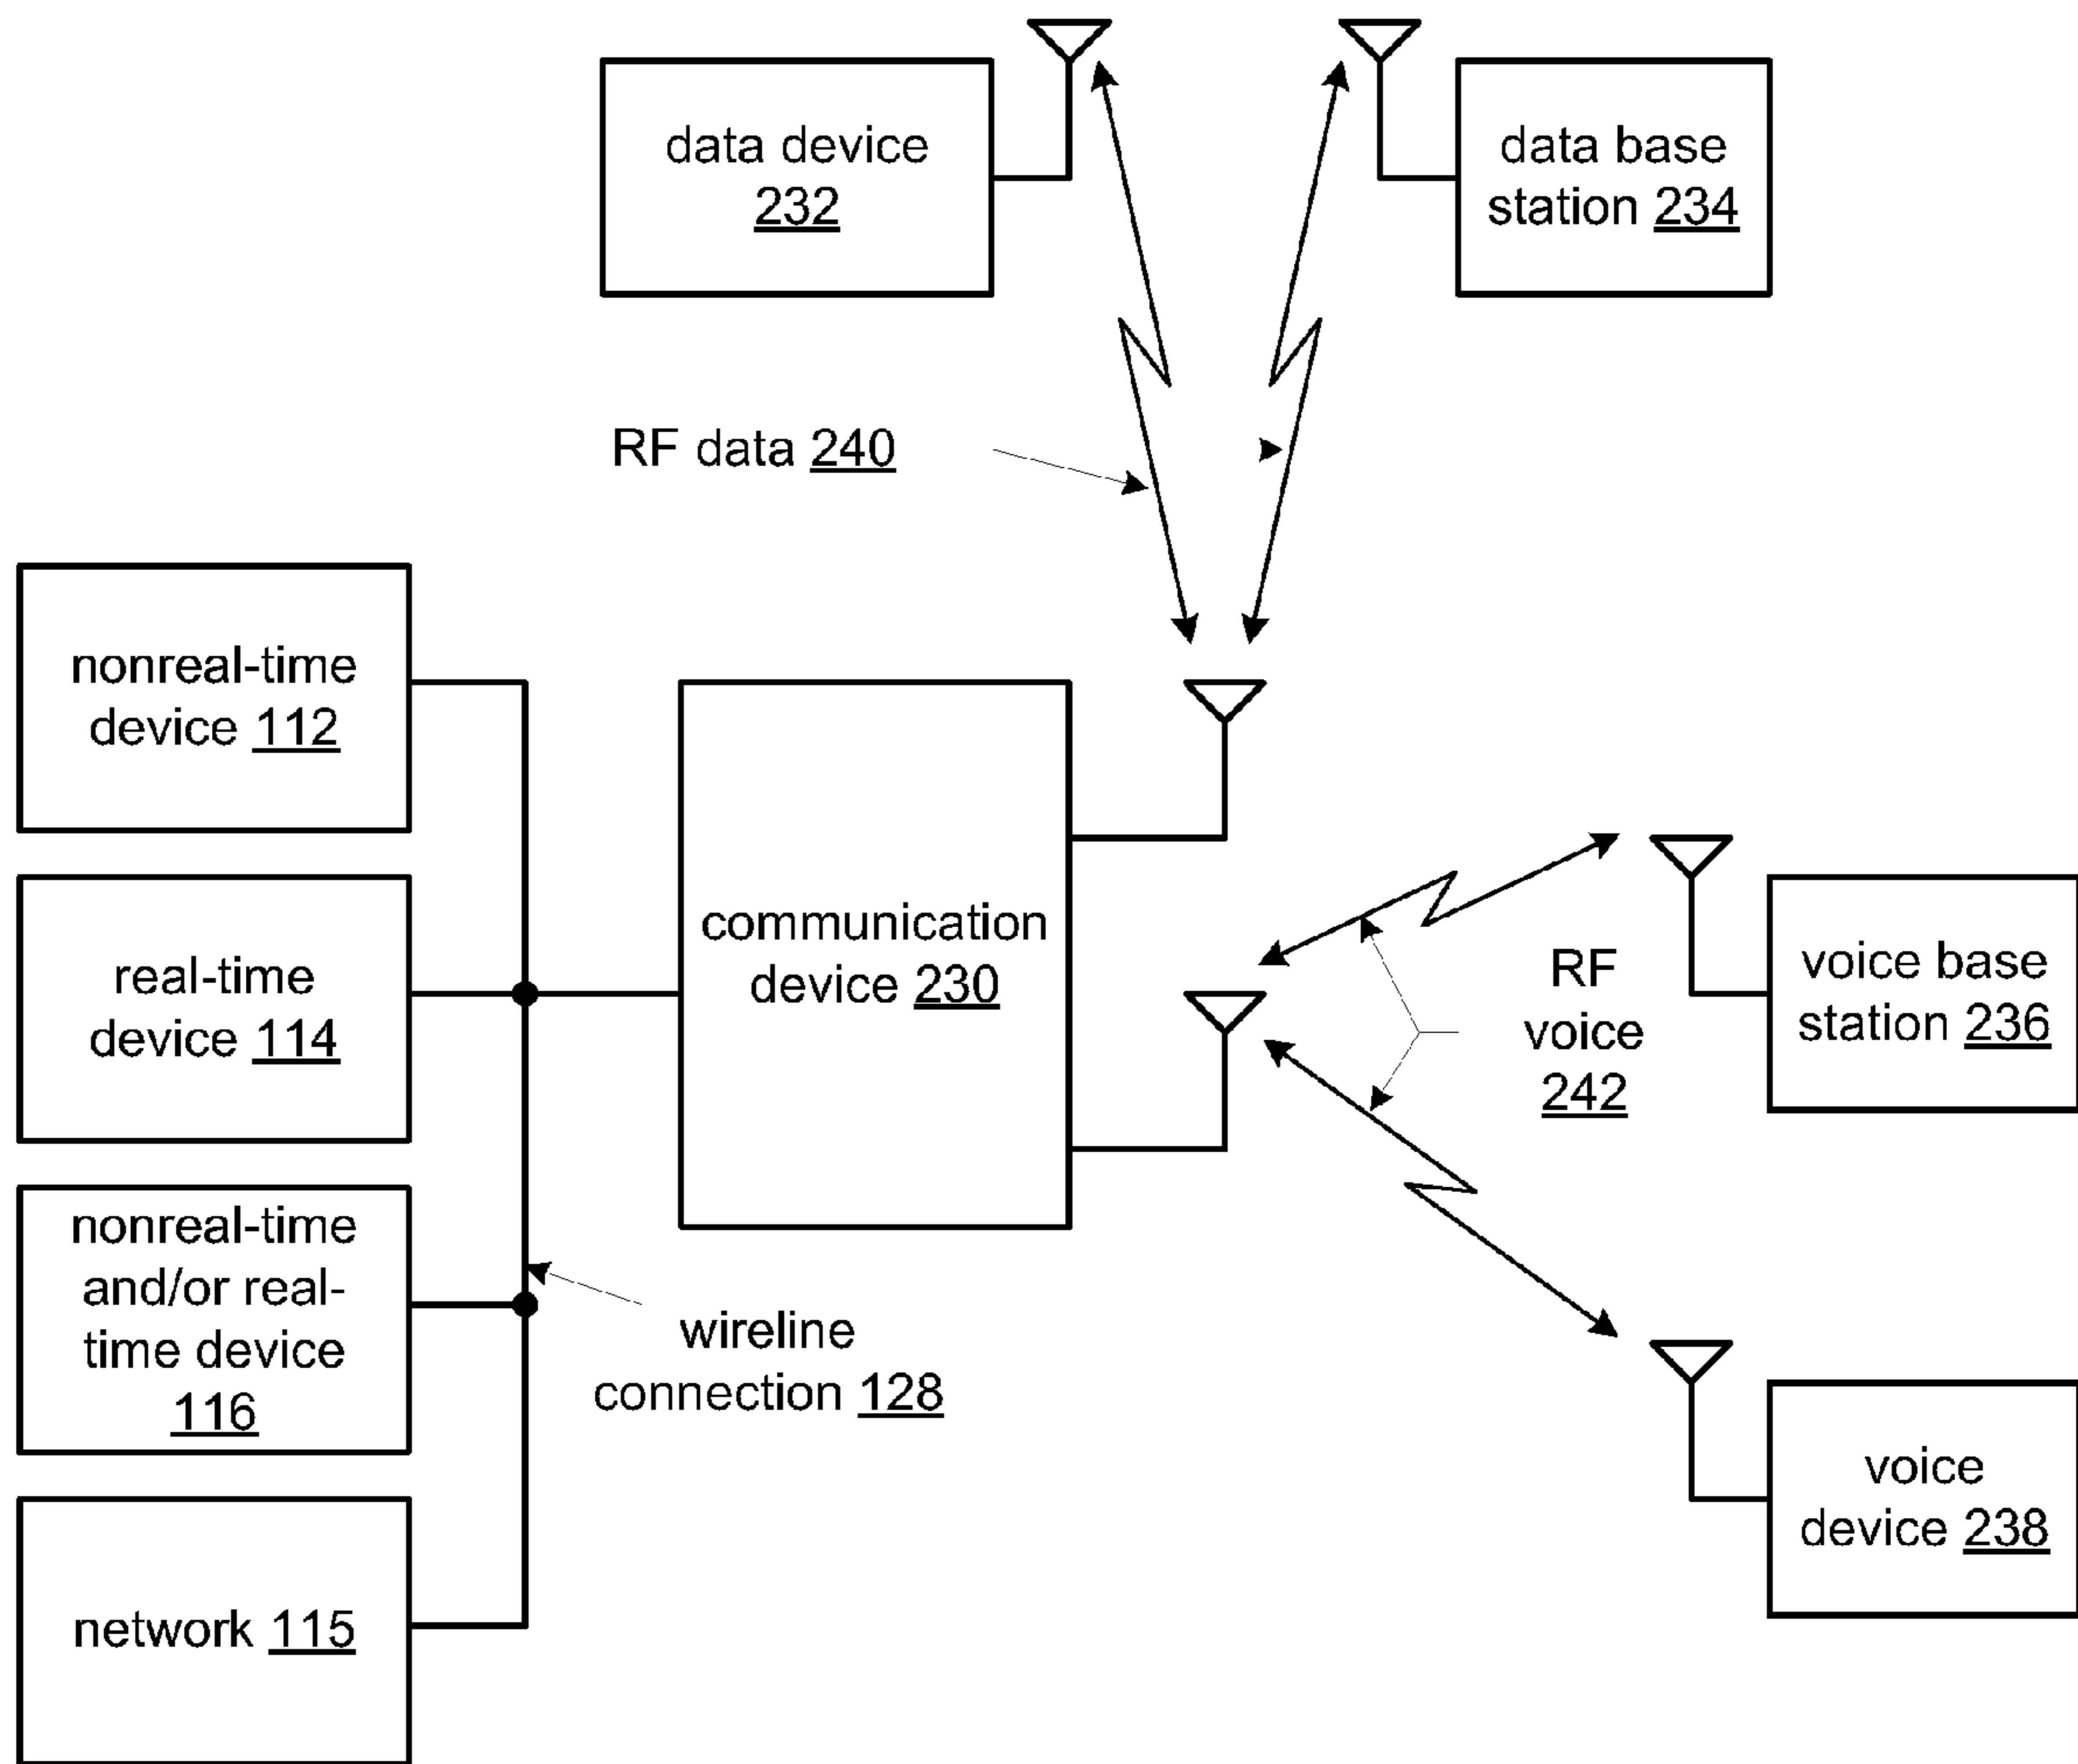 data device
232
data base
station 234
RF data 240
nonreal-time
device 112
real-time
device 114
nonreal-time
and/or real-
time device
116
network 115
wireline
connection 128
communication
device 230
RF
voice
242
voice base
station 236
voice
device 238